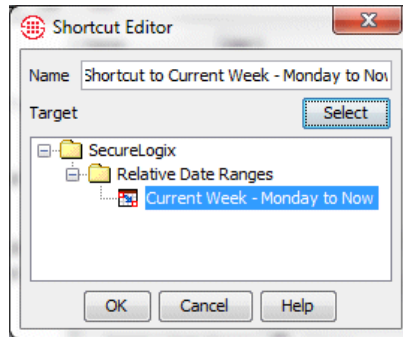 Shortcut Editor
Name Shortcut to Current Week - Monday to Nov
Target Select
SecureLogix
Relative Date Ranges
Current Week - Monday to Now
OK Cancel Help